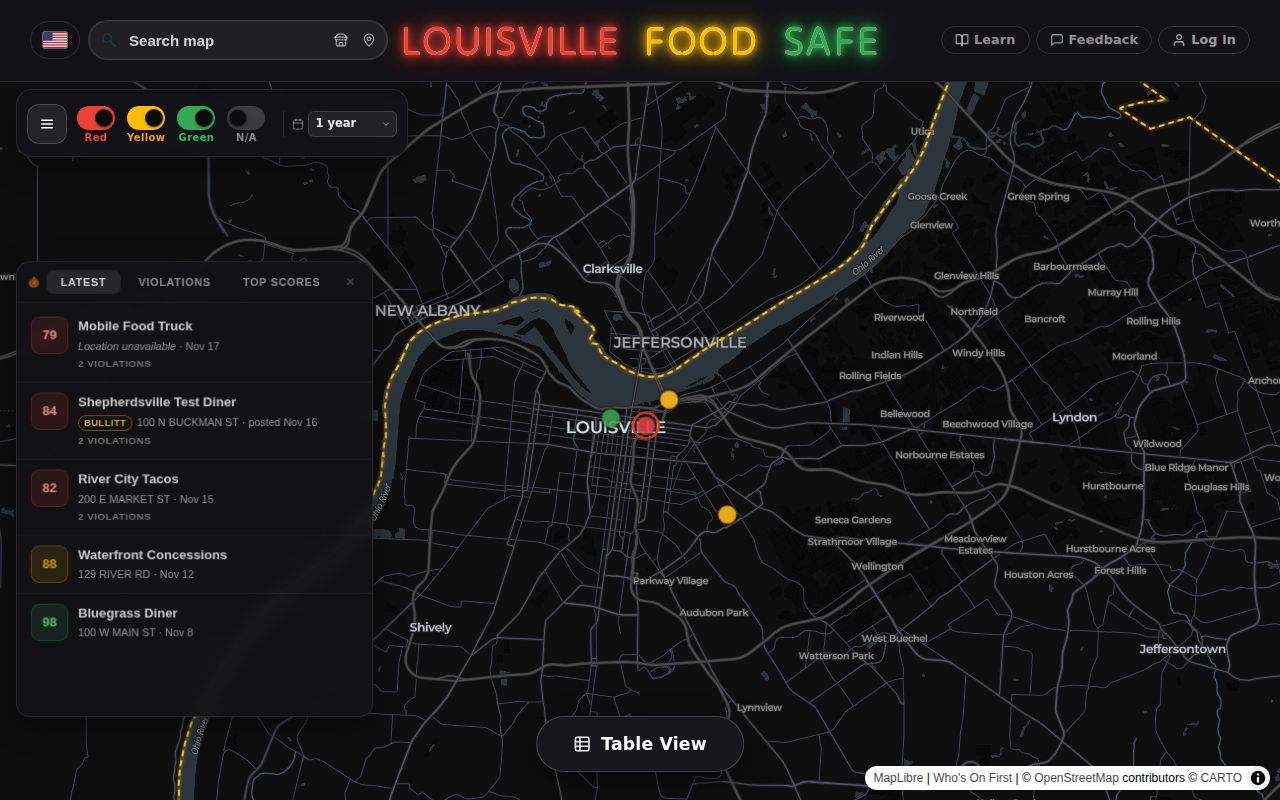 Search map
LOUISVILLE FOOD SAFE
Learn
Feedback
Log In
Red
Yellow
Green
N/A
1 year
LATEST
VIOLATIONS
TOP SCORES
×
79
Mobile Food Truck
Location unavailable · Nov 17
2 VIOLATIONS
84
Shepherdsville Test Diner
BULLITT 100 N BUCKMAN ST · posted Nov 16
2 VIOLATIONS
82
River City Tacos
200 E MARKET ST · Nov 15
2 VIOLATIONS
88
Waterfront Concessions
129 RIVER RD · Nov 12
98
Bluegrass Diner
100 W MAIN ST · Nov 8
Utica
Goose Creek
Green Spring
Glenview
Ohio River
Clarksville
Glenview Hills
Barbourmeade
Murray Hill
NEW ALBANY
Riverwood
Northfield
Bancroft
Rolling Hills
JEFFERSONVILLE
Indian Hills
Windy Hills
Moorland
Rolling Fields
Bellewood
Beechwood Village
Lyndon
LOUISVILLE
Wildwood
Norbourne Estates
Blue Ridge Manor
Hurstbourne
Douglass Hills
Ohio River
Seneca Gardens
Strathmoor Village
Meadowview
Estates
Hurstbourne Acres
Wellington
Houston Acres
Forest Hills
Parkway Village
Audubon Park
Shively
West Buechel
Watterson Park
Jeffersontown
Lynnview
Ohio River
Table View
MapLibre | Who's On First | © OpenStreetMap contributors © CARTO